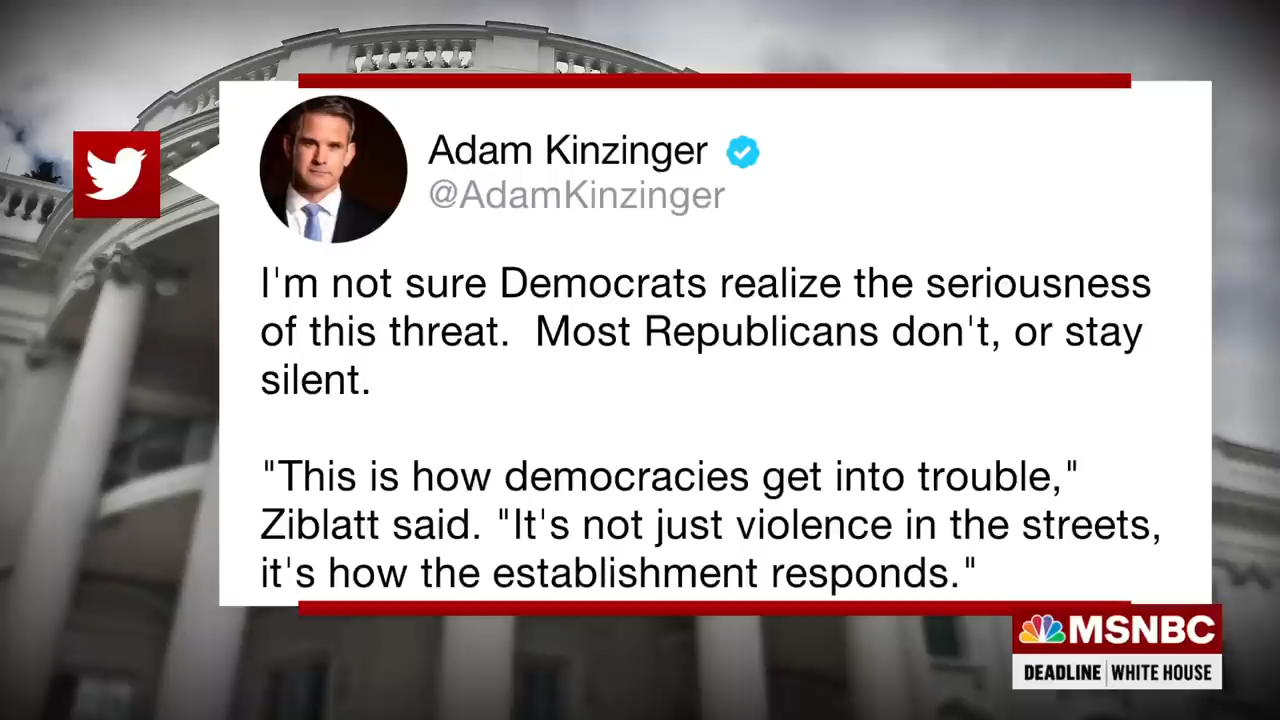 Adam Kinzinger
@AdamKinzinger
I'm not sure Democrats realize the seriousness
of this threat.  Most Republicans don't, or stay
silent.
"This is how democracies get into trouble,"
Ziblatt said. "It's not just violence in the streets,
it's how the establishment responds."
MSNBC
DEADLINE | WHITE HOUSE